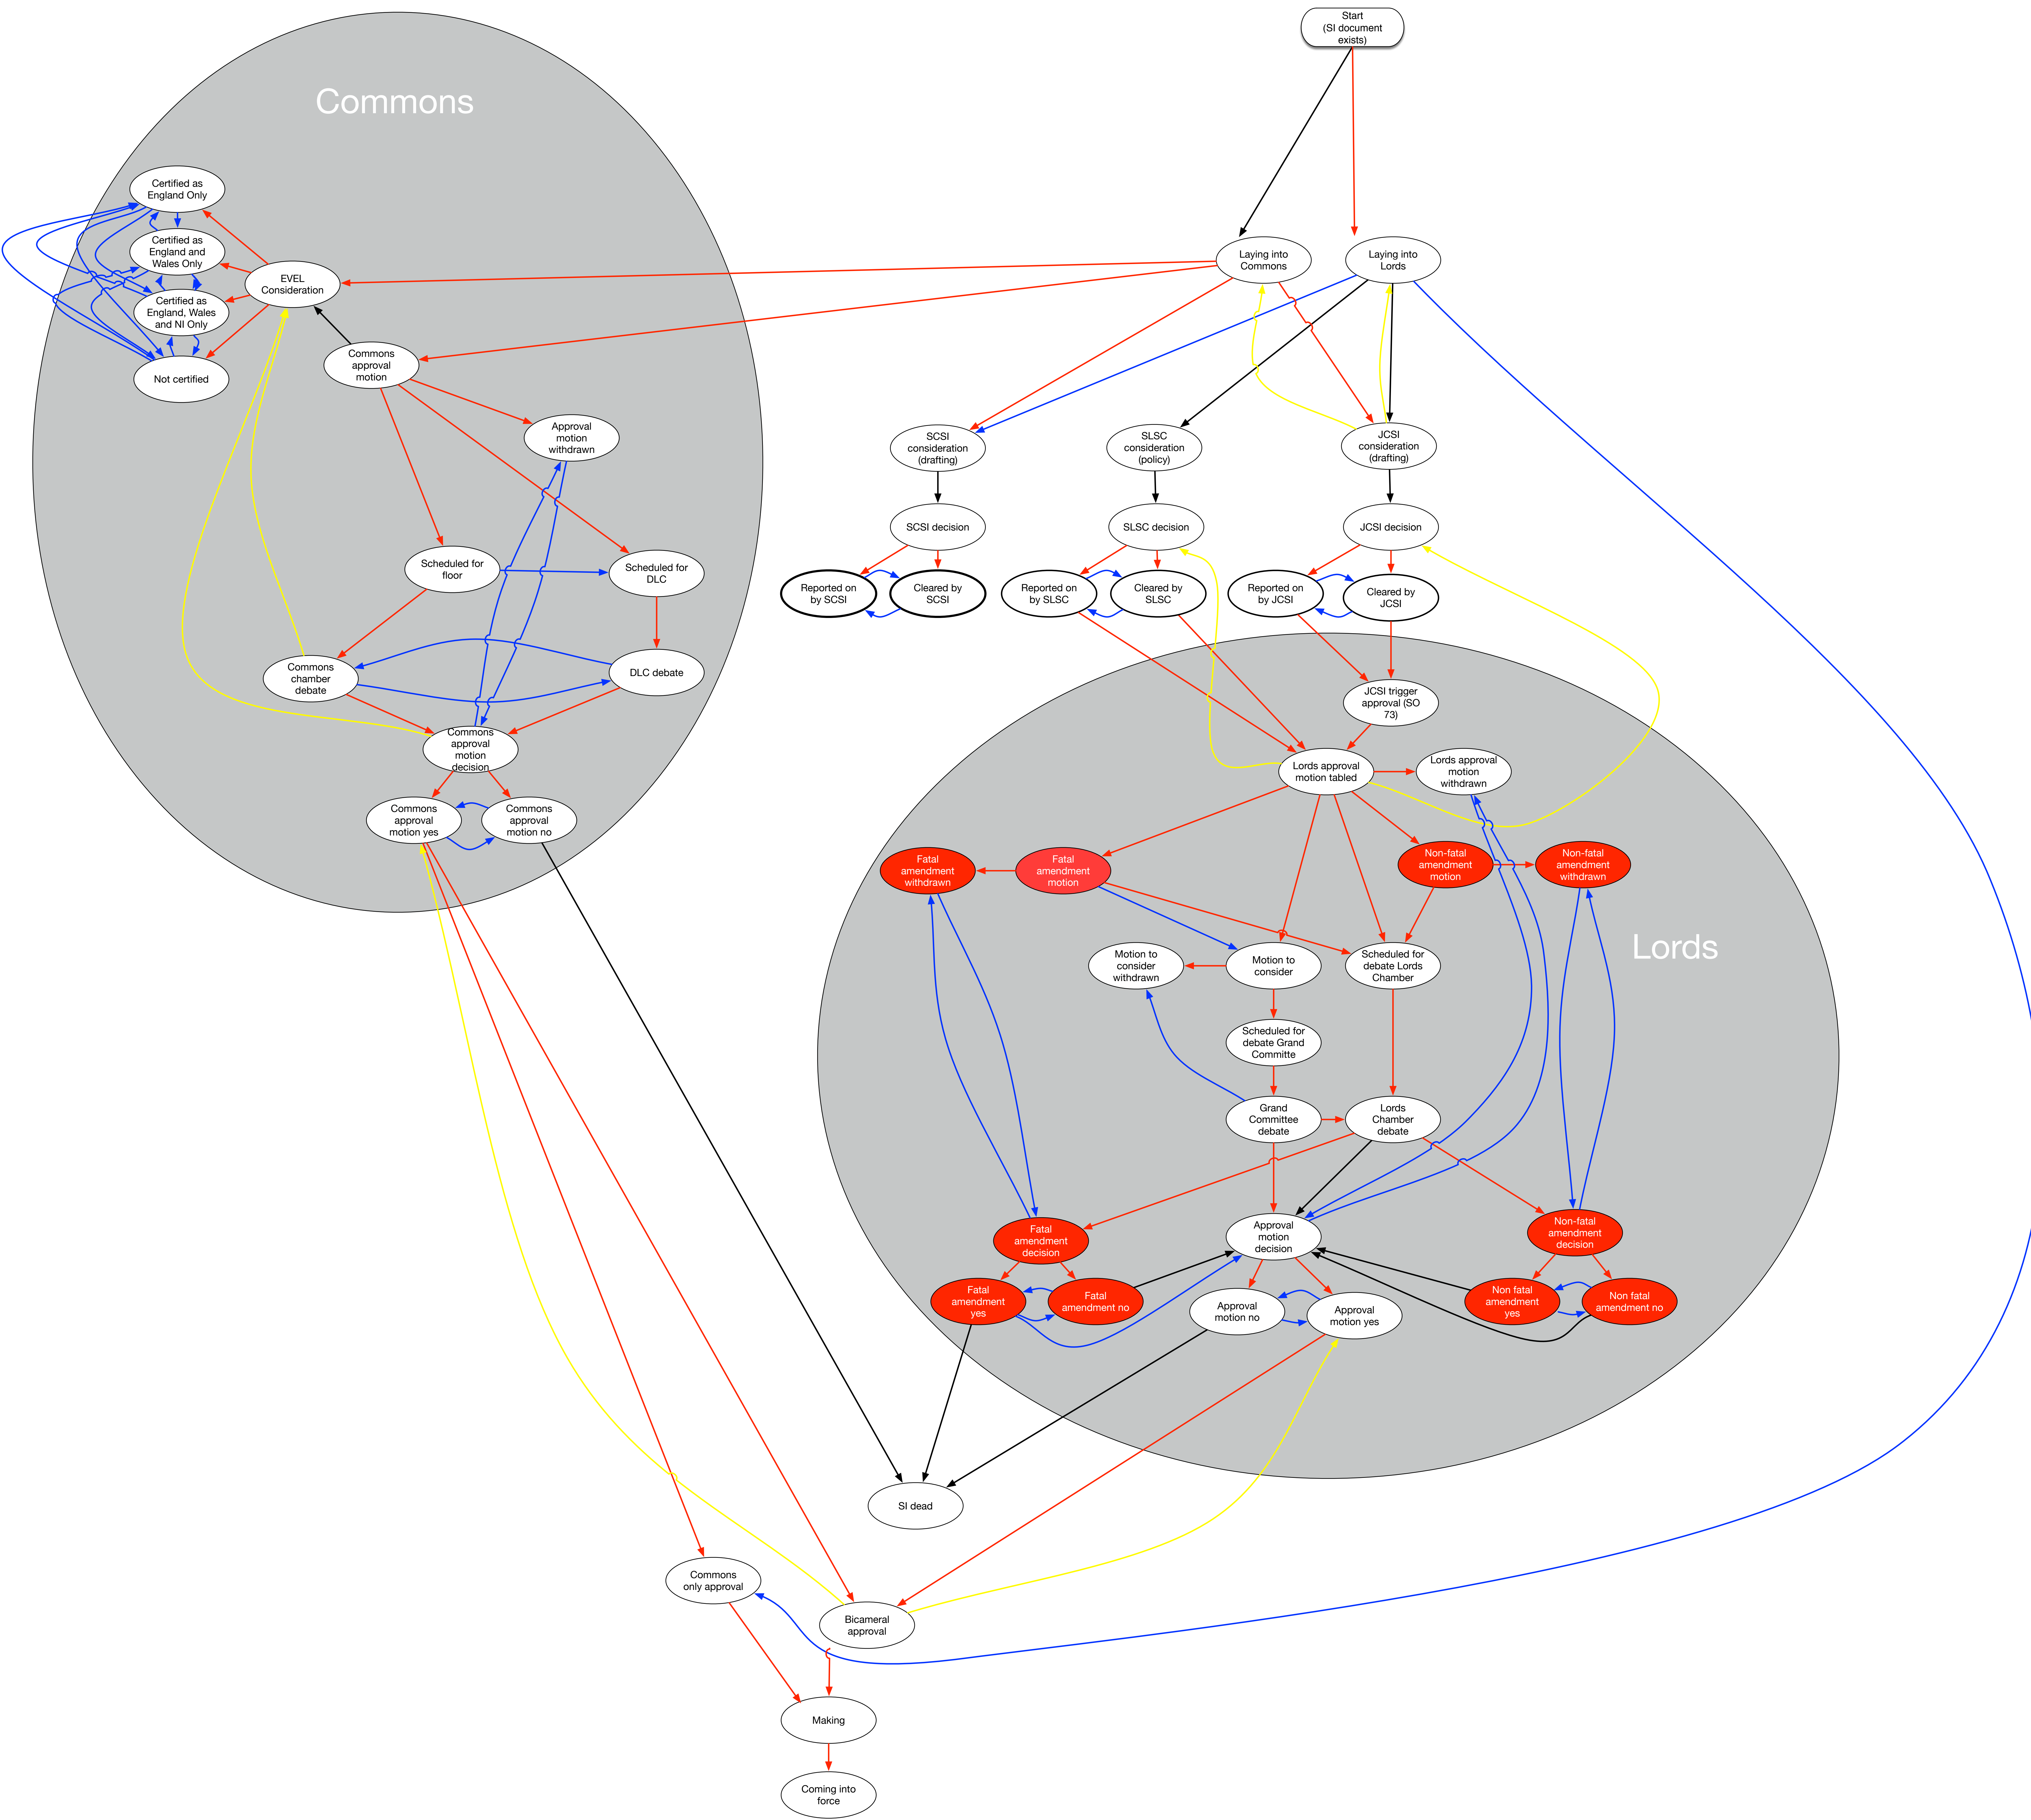 Start
(SI document
exists)
Commons
Certified as
England Only
Certified as
England and
Wales Only
EVEL
Consideration
Certified as
England, Wales
and NI Only
Not certified
Laying into
Commons
Laying into
Lords
Commons
approval
motion
Approval
motion
withdrawn
SCSI
consideration
(drafting)
SLSC
consideration
(policy)
JCSI
consideration
(drafting)
SCSI decision
SLSC decision
JCSI decision
Scheduled for
floor
Scheduled for
DLC
Reported on
by SCSI
Cleared by
SCSI
Reported on
by SLSC
Cleared by
SLSC
Reported on
by JCSI
Cleared by
JCSI
Commons
chamber
debate
DLC debate
JCSI trigger
approval (SO
73)
Commons
approval
motion
decision
Lords approval
motion tabled
Lords approval
motion
withdrawn
Commons
approval
motion yes
Commons
approval
motion no
Fatal
amendment
withdrawn
Fatal
amendment
motion
Non-fatal
amendment
motion
Non-fatal
amendment
withdrawn
Lords
Motion to
consider
withdrawn
Motion to
consider
Scheduled for
debate Lords
Chamber
Scheduled for
debate Grand
Committe
Grand
Committee
debate
Lords
Chamber
debate
Fatal
amendment
decision
Approval
motion
decision
Non-fatal
amendment
decision
Fatal
amendment
yes
Fatal
amendment no
Approval
motion no
Approval
motion yes
Non fatal
amendment
yes
Non fatal
amendment no
SI dead
Commons
only approval
Bicameral
approval
Making
Coming into
force